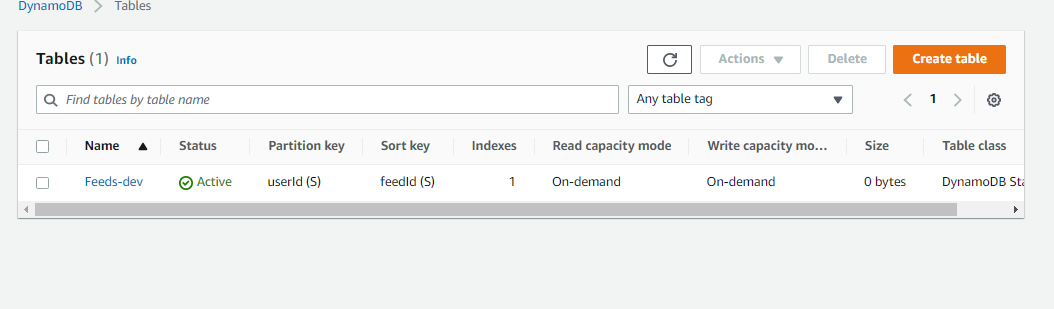 DynamoDB > Tables
Tables (1) Info
Actions
Delete
Create table
Find tables by table name
Any table tag
1
Name Status Partition key Sort key Indexes Read capacity mode Write capacity mo... Size Table class
Feeds-dev Active userId (S) feedId (S) 1 On-demand On-demand 0 bytes DynamoDB Sta